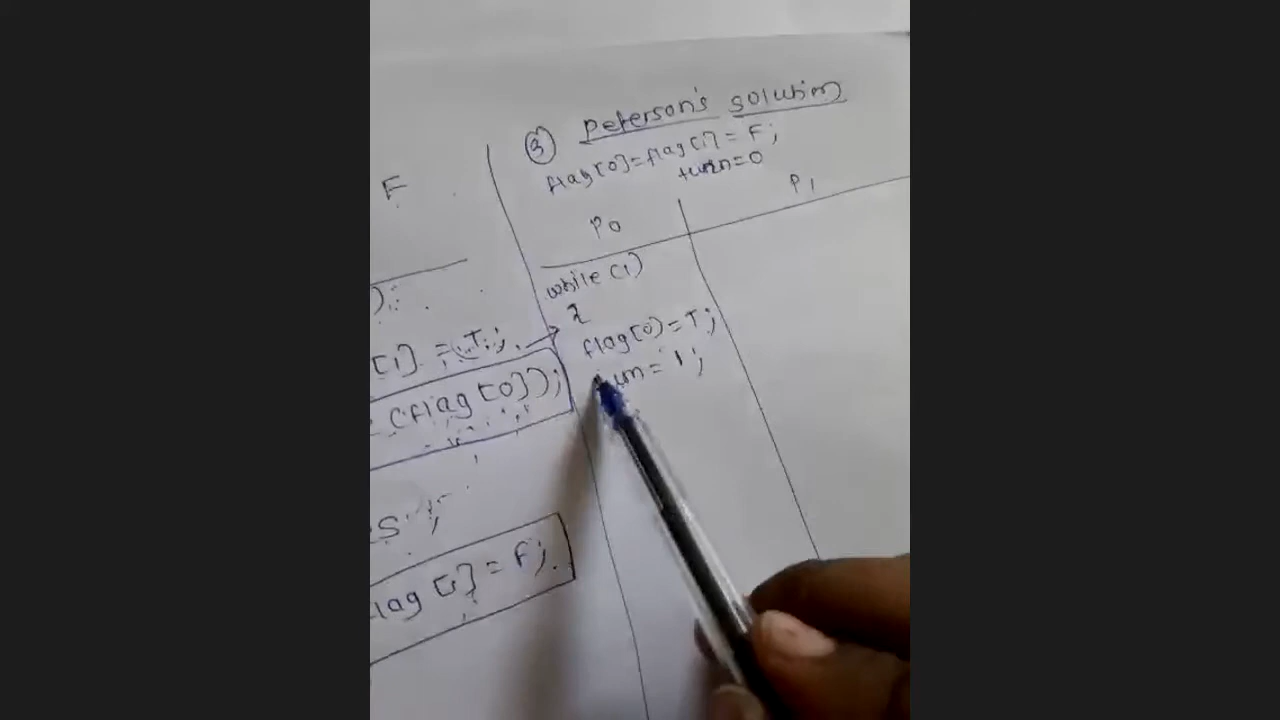 F
):
[1] = T;
(flag [0]);
CS ;
flag [1] = F;
③ Peterson's solution
flag[0]=flag[1] = F;
turn=0
P0
P1
while (1)
{
flag[0] = T;
turn = 1;